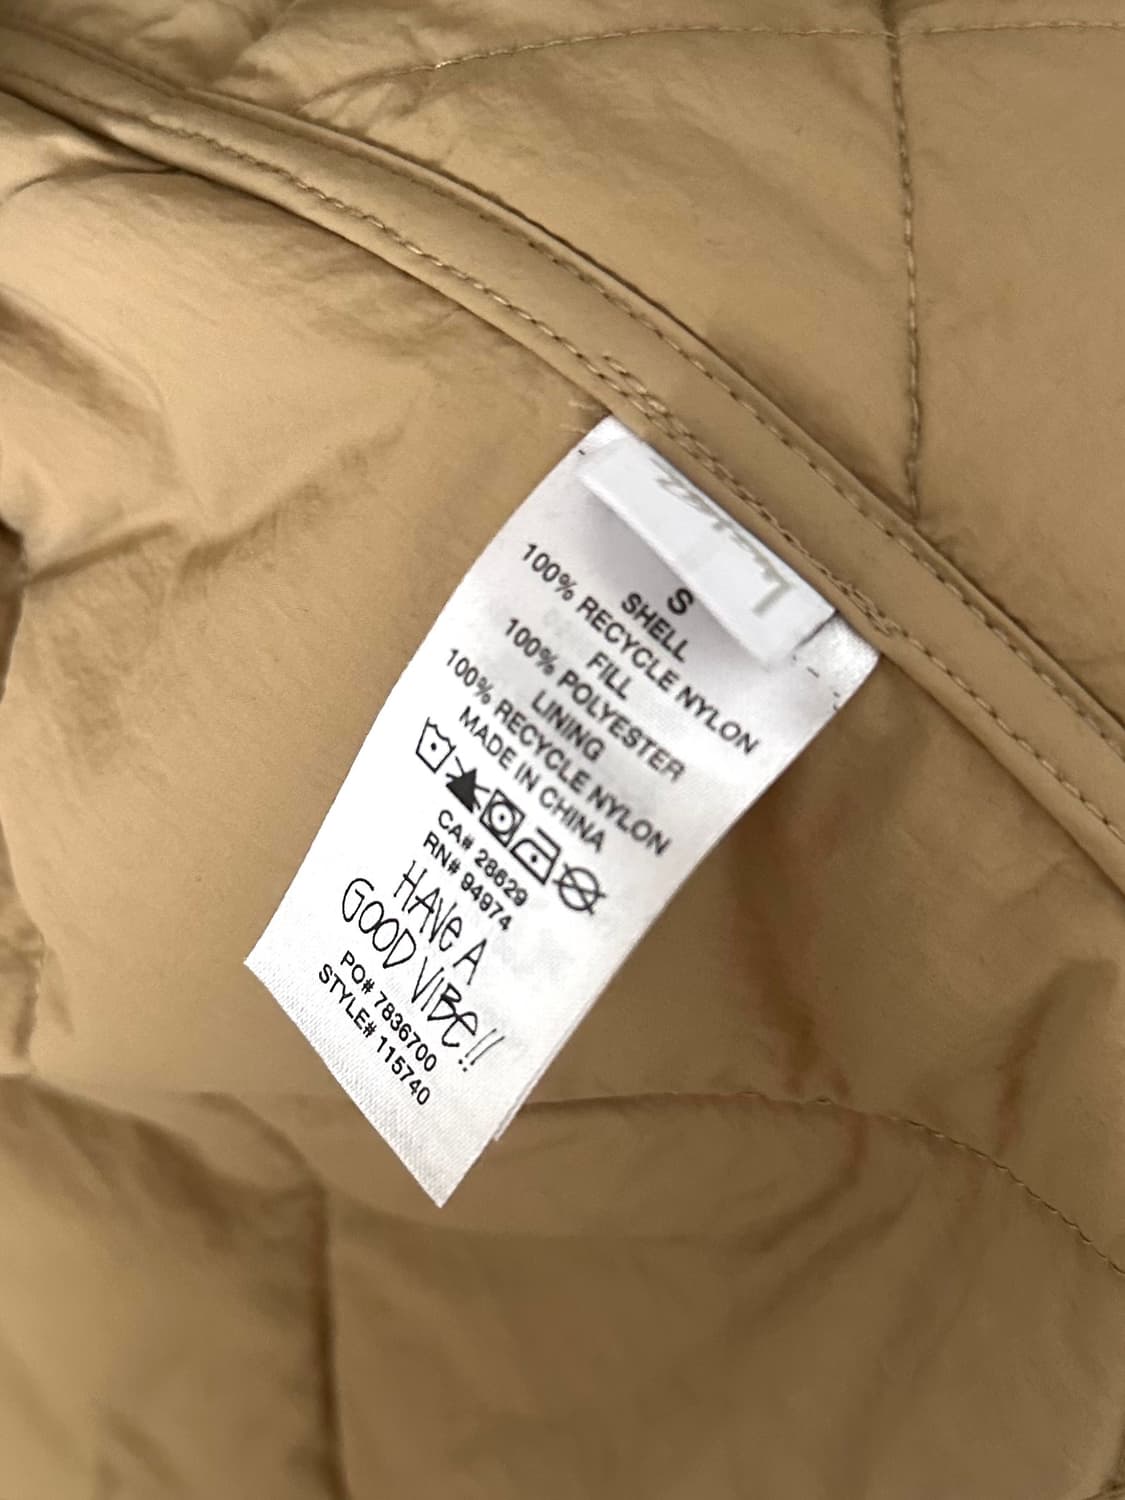 S
SHELL
100% RECYCLE NYLON
FILL
100% POLYESTER
LINING
100% RECYCLE NYLON
MADE IN CHINA
CA# 28629
RN# 94974
HAVE A
GOOD VIBE!!
PO# 7836700
STYLE# 115740